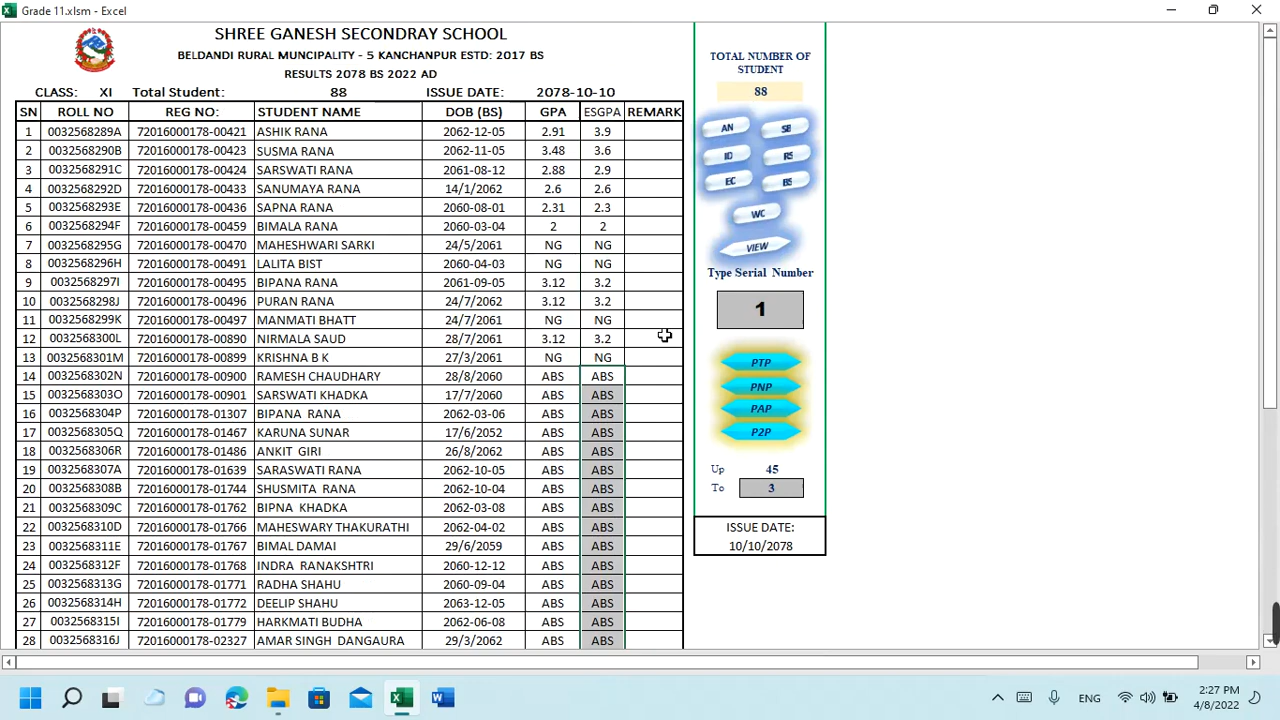 Grade 11.xlsm - Excel
SHREE GANESH SECONDRAY SCHOOL
BELDANDI RURAL MUNCIPALITY - 5 KANCHANPUR ESTD: 2017 BS
RESULTS 2078 BS 2022 AD
CLASS: XI Total Student: 88 ISSUE DATE: 2078-10-10
SN ROLL NO REG NO: STUDENT NAME DOB (BS) GPA ESGPA REMARK
1 0032568289A 72016000178-00421 ASHIK RANA 2062-12-05 2.91 3.9
2 0032568290B 72016000178-00423 SUSMA RANA 2062-11-05 3.48 3.6
3 0032568291C 72016000178-00424 SARSWATI RANA 2061-08-12 2.88 2.9
4 0032568292D 72016000178-00433 SANUMAYA RANA 14/1/2062 2.6 2.6
5 0032568293E 72016000178-00436 SAPNA RANA 2060-08-01 2.31 2.3
6 0032568294F 72016000178-00459 BIMALA RANA 2060-03-04 2 2
7 0032568295G 72016000178-00470 MAHESHWARI SARKI 24/5/2061 NG NG
8 0032568296H 72016000178-00491 LALITA BIST 2060-04-03 NG NG
9 0032568297I 72016000178-00495 BIPANA RANA 2061-09-05 3.12 3.2
10 0032568298J 72016000178-00496 PURAN RANA 24/7/2062 3.12 3.2
11 0032568299K 72016000178-00497 MANMATI BHATT 24/7/2061 NG NG
12 0032568300L 72016000178-00890 NIRMALA SAUD 28/7/2061 3.12 3.2
13 0032568301M 72016000178-00899 KRISHNA B K 27/3/2061 NG NG
14 0032568302N 72016000178-00900 RAMESH CHAUDHARY 28/8/2060 ABS ABS
15 0032568303O 72016000178-00901 SARSWATI KHADKA 17/7/2060 ABS ABS
16 0032568304P 72016000178-01307 BIPANA RANA 2062-03-06 ABS ABS
17 0032568305Q 72016000178-01467 KARUNA SUNAR 17/6/2052 ABS ABS
18 0032568306R 72016000178-01486 ANKIT GIRI 26/8/2062 ABS ABS
19 0032568307A 72016000178-01639 SARASWATI RANA 2062-10-05 ABS ABS
20 0032568308B 72016000178-01744 SHUSMITA RANA 2062-10-04 ABS ABS
21 0032568309C 72016000178-01762 BIPNA KHADKA 2062-03-08 ABS ABS
22 0032568310D 72016000178-01766 MAHESWARY THAKURATHI 2062-04-02 ABS ABS
23 0032568311E 72016000178-01767 BIMAL DAMAI 29/6/2059 ABS ABS
24 0032568312F 72016000178-01768 INDRA RANAKSHTRI 2060-12-12 ABS ABS
25 0032568313G 72016000178-01771 RADHA SHAHU 2060-09-04 ABS ABS
26 0032568314H 72016000178-01772 DEELIP SHAHU 2063-12-05 ABS ABS
27 0032568315I 72016000178-01779 HARKMATI BUDHA 2062-06-08 ABS ABS
28 0032568316J 72016000178-02327 AMAR SINGH DANGAURA 29/3/2062 ABS ABS
TOTAL NUMBER OF
STUDENT
88
AN SE
ID RS
EC BS
WC
VIEW
Type Serial Number
1
PTP
PNP
PAP
P2P
Up 45
To 3
ISSUE DATE:
10/10/2078
ENG
2:27 PM
4/8/2022